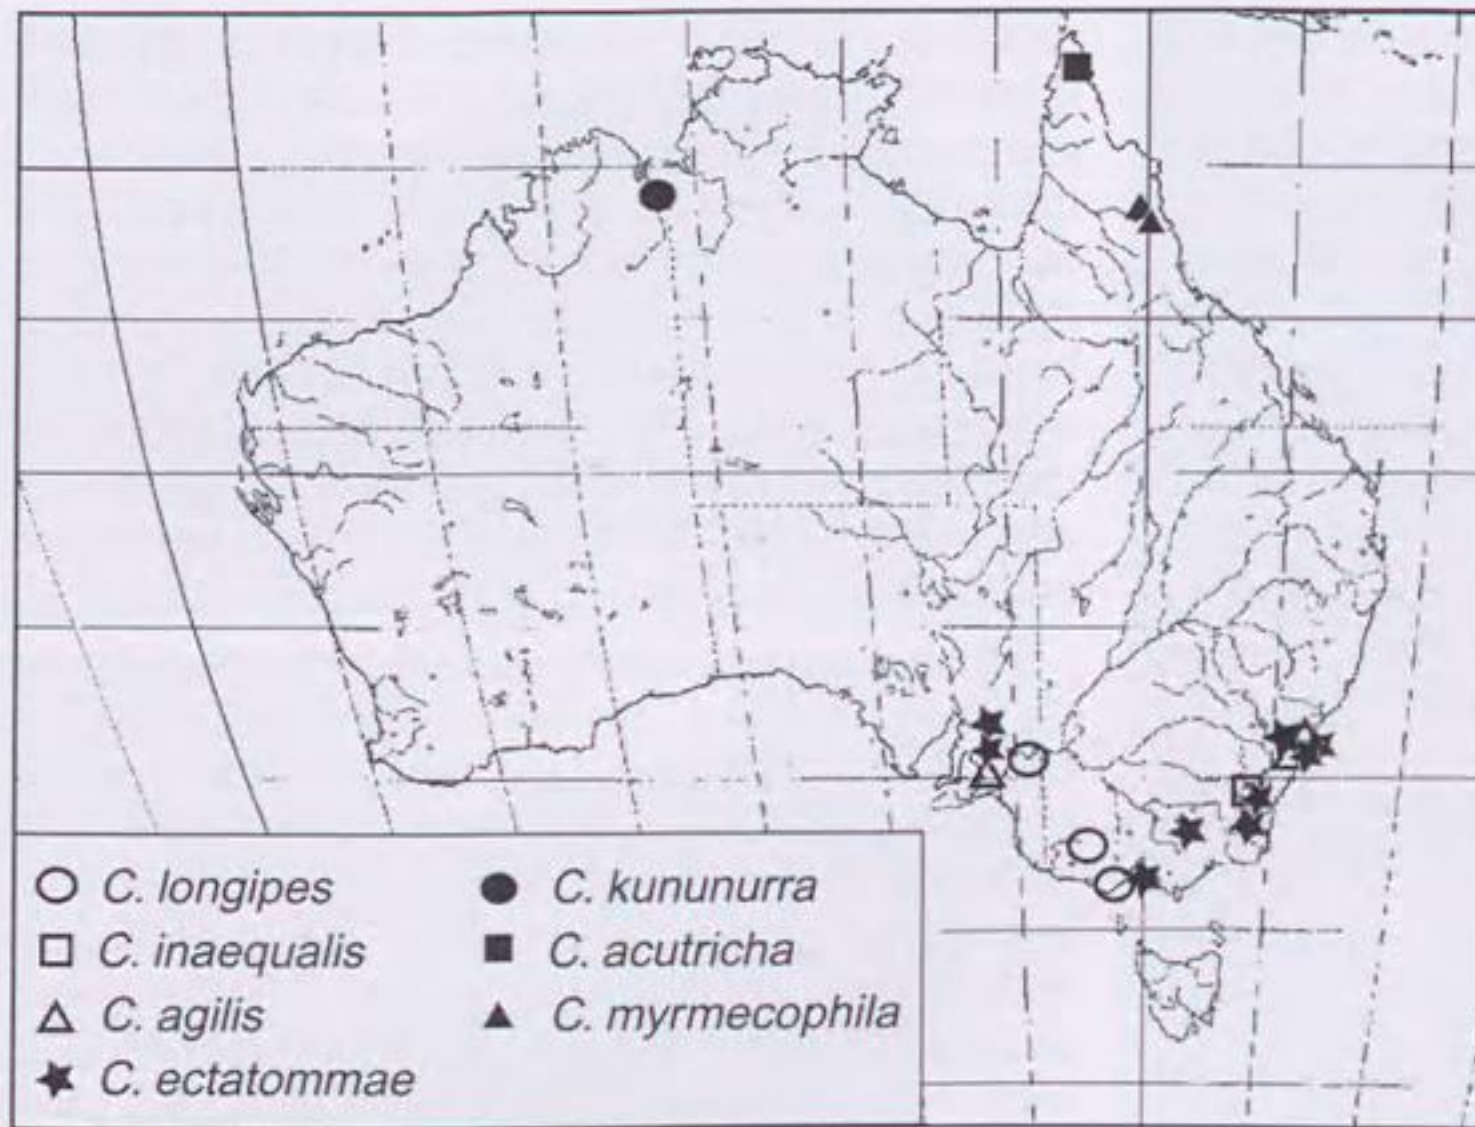 C. longipes
C. inaequalis
C. agilis
C. ectatommae
C. kununurra
C. acutricha
C. myrmecophila